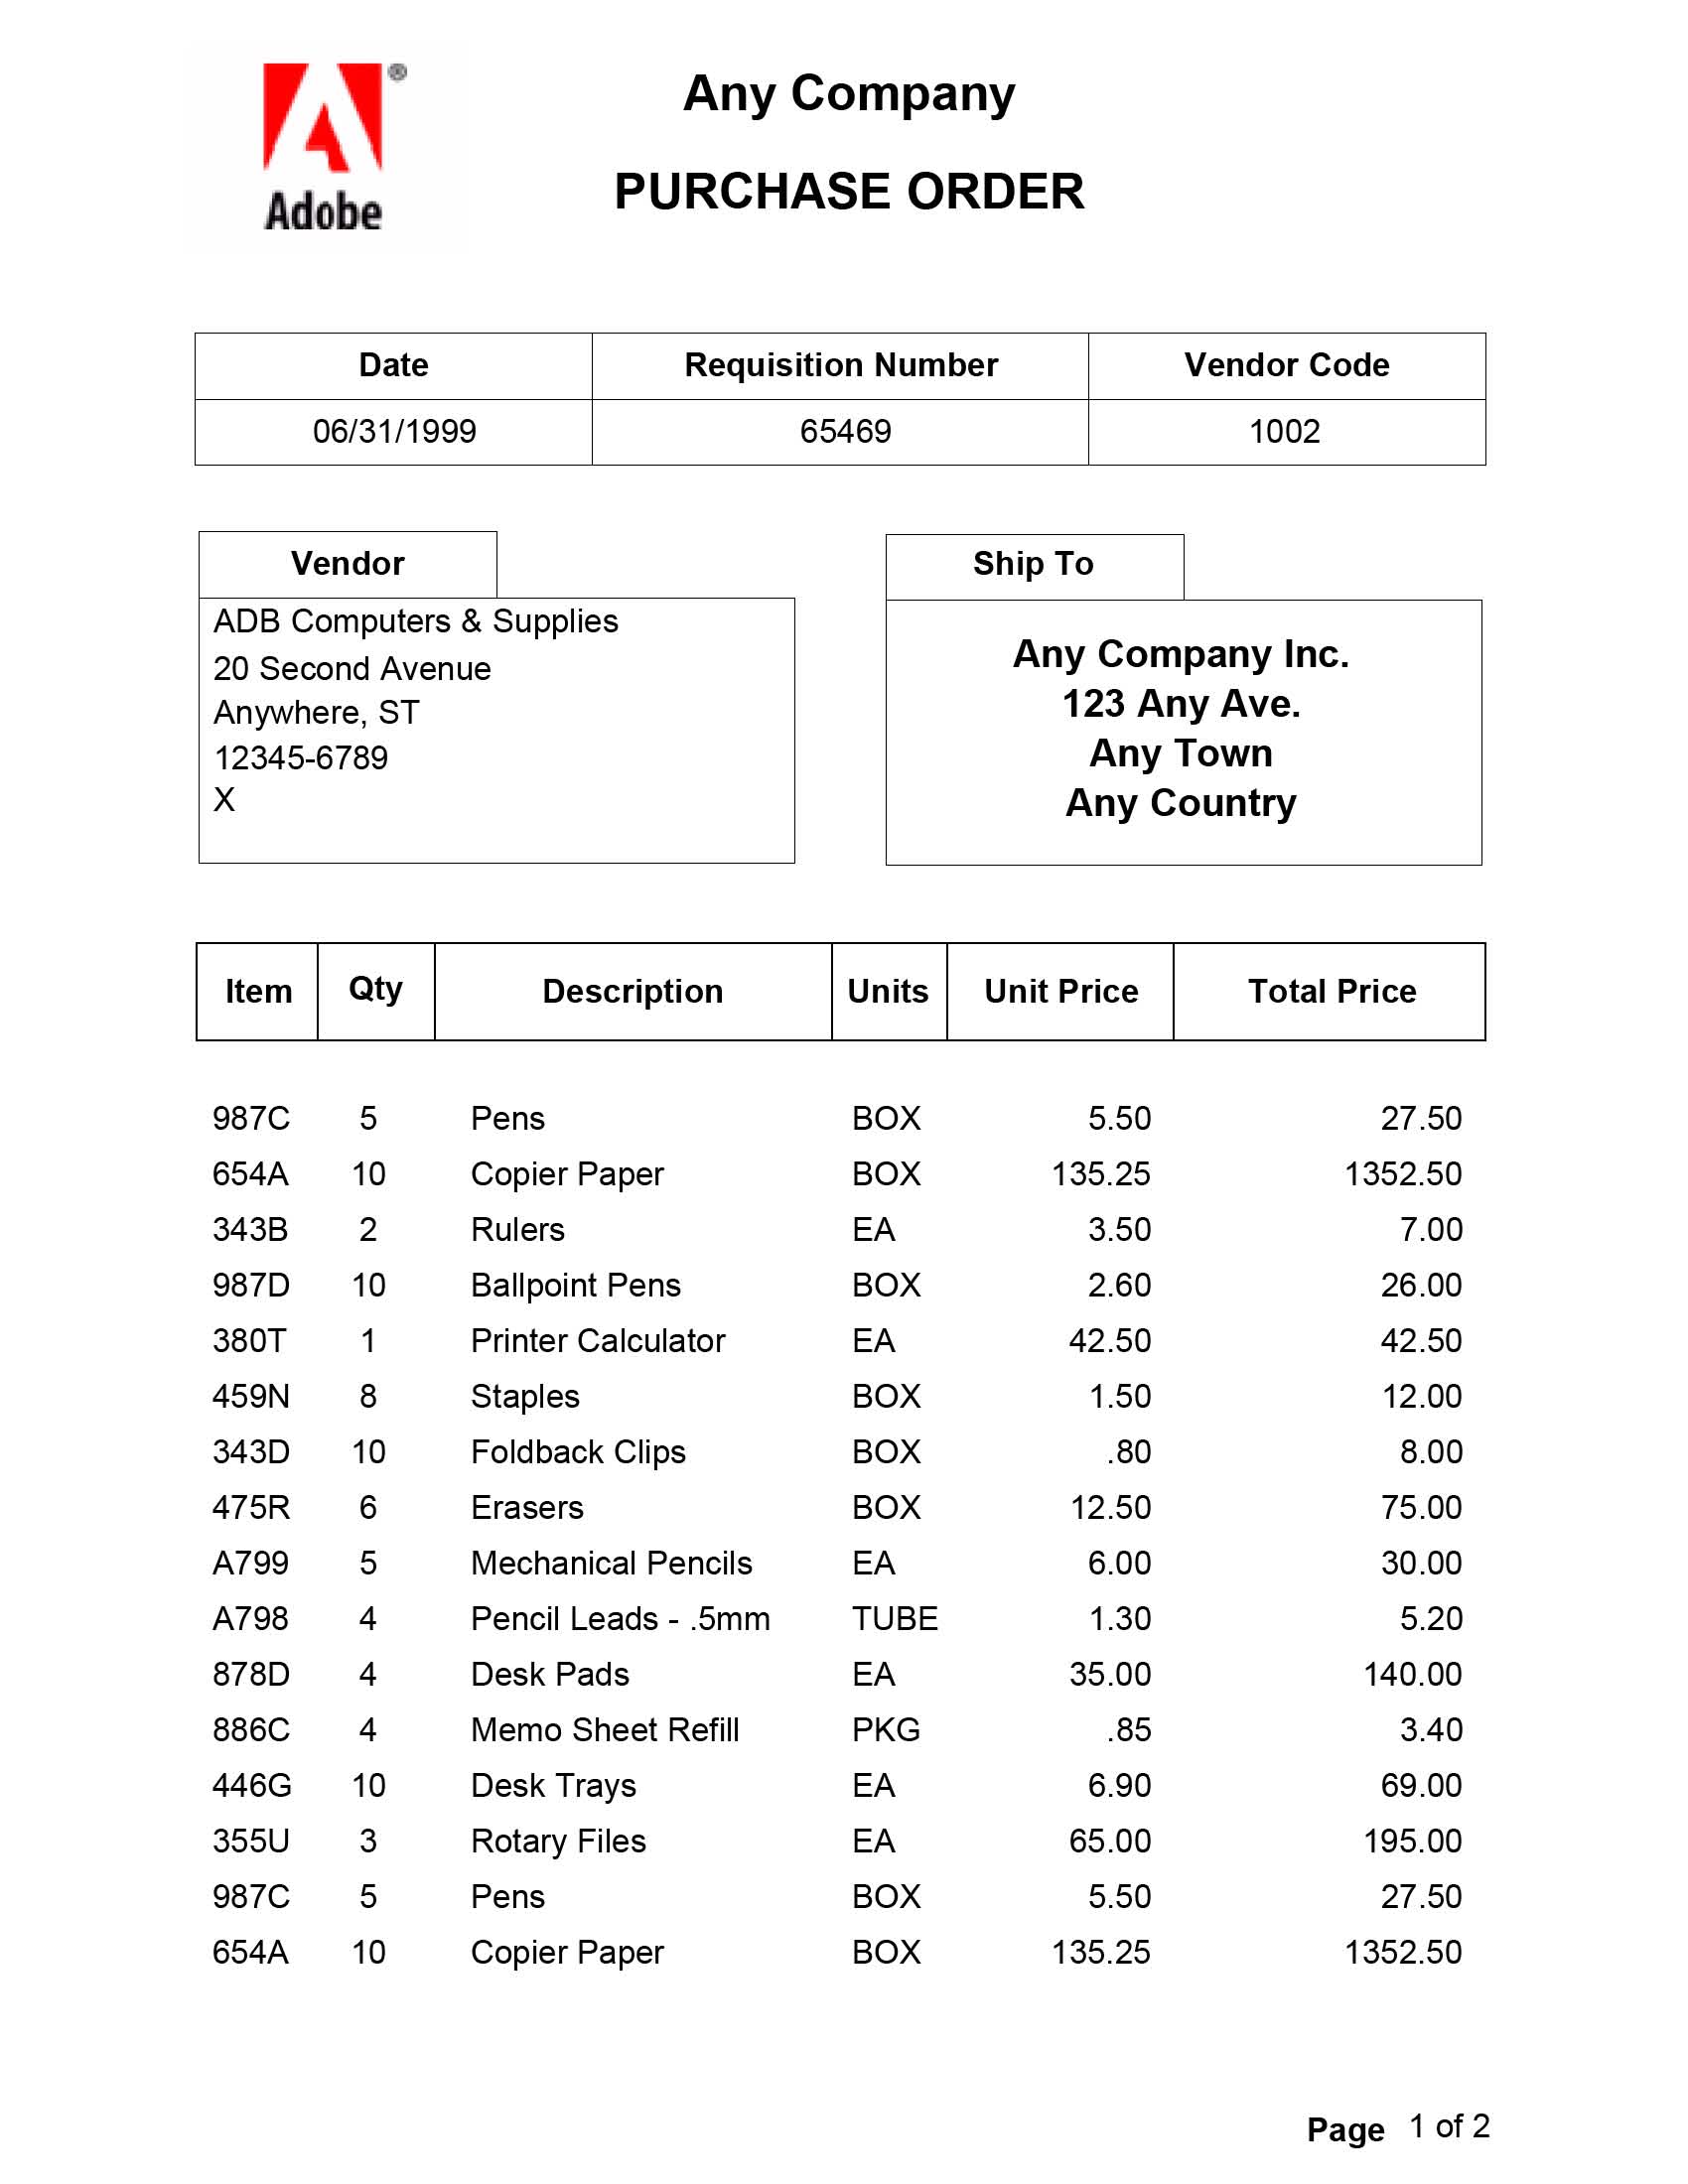 ®
Adobe
Any Company
PURCHASE ORDER
Date Requisition Number Vendor Code
06/31/1999 65469 1002
Vendor
ADB Computers & Supplies
20 Second Avenue
Anywhere, ST
12345-6789
X
Ship To
Any Company Inc.
123 Any Ave.
Any Town
Any Country
Item Qty Description Units Unit Price Total Price
987C 5 Pens BOX 5.50 27.50
654A 10 Copier Paper BOX 135.25 1352.50
343B 2 Rulers EA 3.50 7.00
987D 10 Ballpoint Pens BOX 2.60 26.00
380T 1 Printer Calculator EA 42.50 42.50
459N 8 Staples BOX 1.50 12.00
343D 10 Foldback Clips BOX .80 8.00
475R 6 Erasers BOX 12.50 75.00
A799 5 Mechanical Pencils EA 6.00 30.00
A798 4 Pencil Leads - .5mm TUBE 1.30 5.20
878D 4 Desk Pads EA 35.00 140.00
886C 4 Memo Sheet Refill PKG .85 3.40
446G 10 Desk Trays EA 6.90 69.00
355U 3 Rotary Files EA 65.00 195.00
987C 5 Pens BOX 5.50 27.50
654A 10 Copier Paper BOX 135.25 1352.50
Page 1 of 2